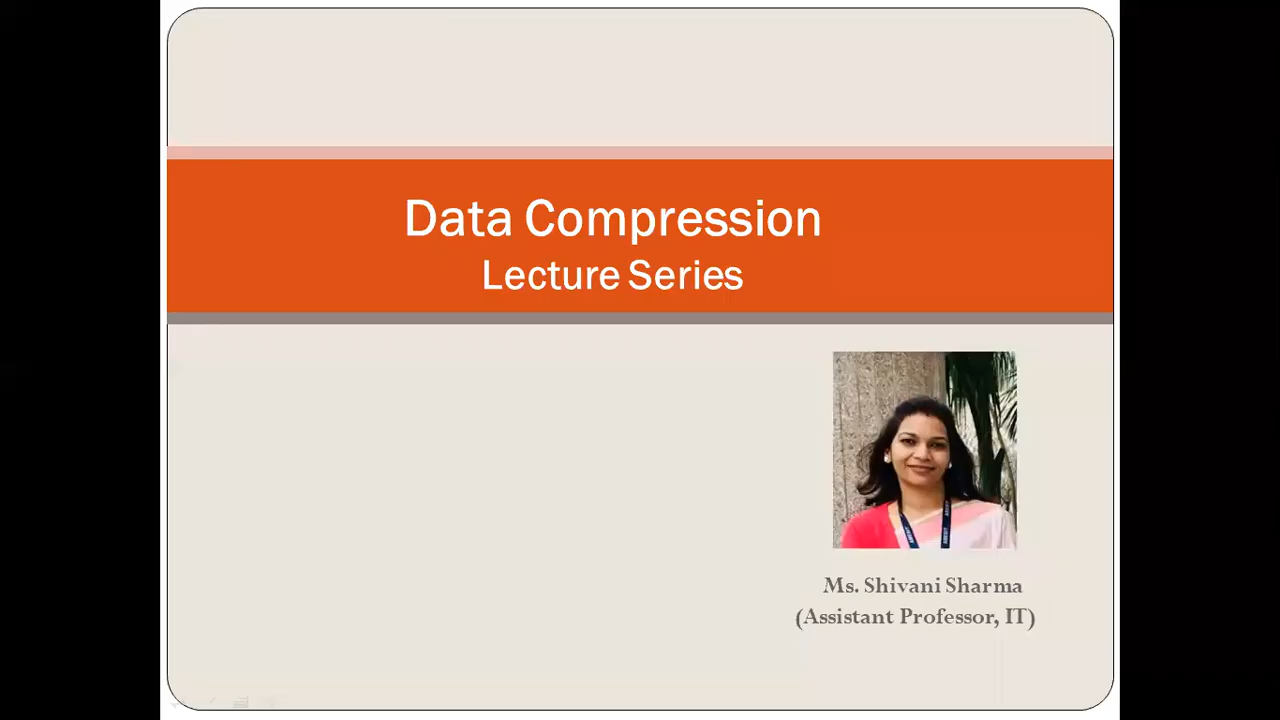 Data Compression
Lecture Series
Ms. Shivani Sharma
(Assistant Professor, IT)